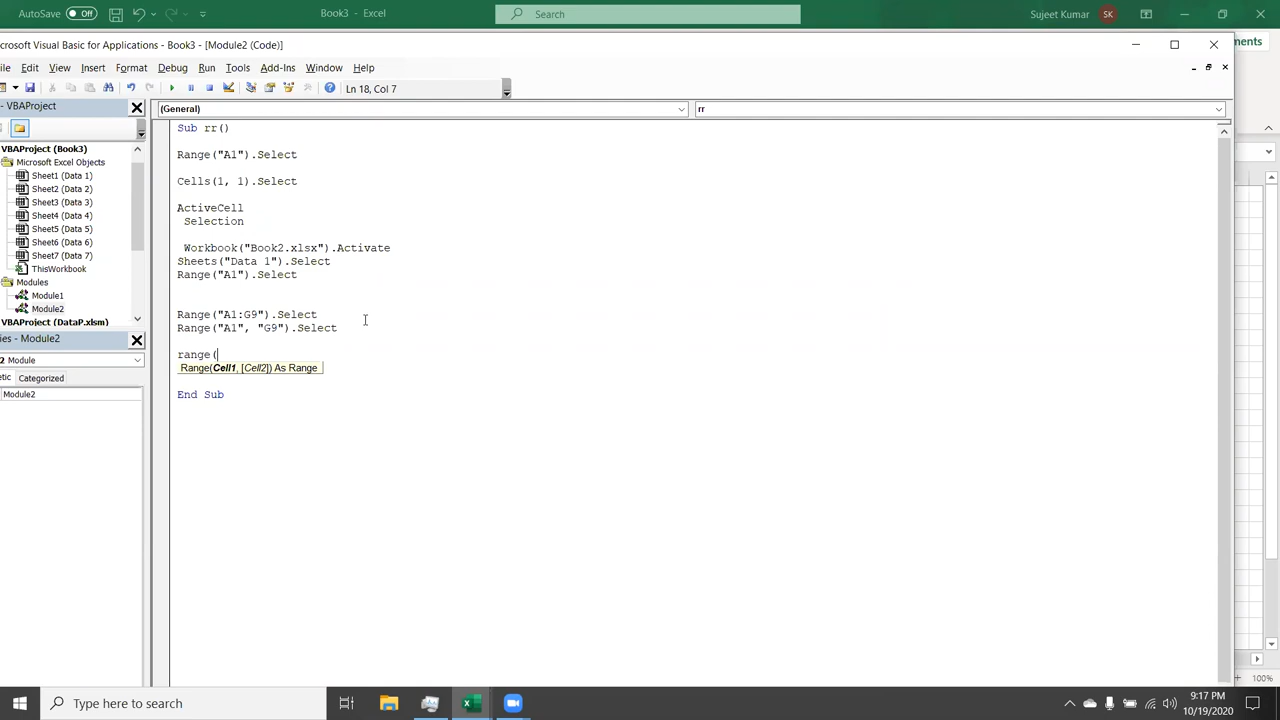 AutoSave Off Book3 - Excel Search Sujeet Kumar SK
crosoft Visual Basic for Applications - Book3 - [Module2 (Code)] ments
ile Edit View Insert Format Debug Run Tools Add-Ins Window Help
Ln 18, Col 7
- VBAProject (General) rr
VBAProject (Book3)
Microsoft Excel Objects
Sheet1 (Data 1)
Sheet2 (Data 2)
Sheet3 (Data 3)
Sheet4 (Data 4)
Sheet5 (Data 5)
Sheet6 (Data 6)
Sheet7 (Data 7)
ThisWorkbook
Modules
Module1
Module2
VBAProject (DataP.xlsm)
ies - Module2
2 Module
etic Categorized
Module2
Sub rr()
Range("A1").Select
Cells(1, 1).Select
ActiveCell
Selection
Workbook("Book2.xlsx").Activate
Sheets("Data 1").Select
Range("A1").Select
Range("A1:G9").Select
Range("A1", "G9").Select
range(
Range(Cell1, [Cell2]) As Range
End Sub
100%
Type here to search
9:17 PM
10/19/2020